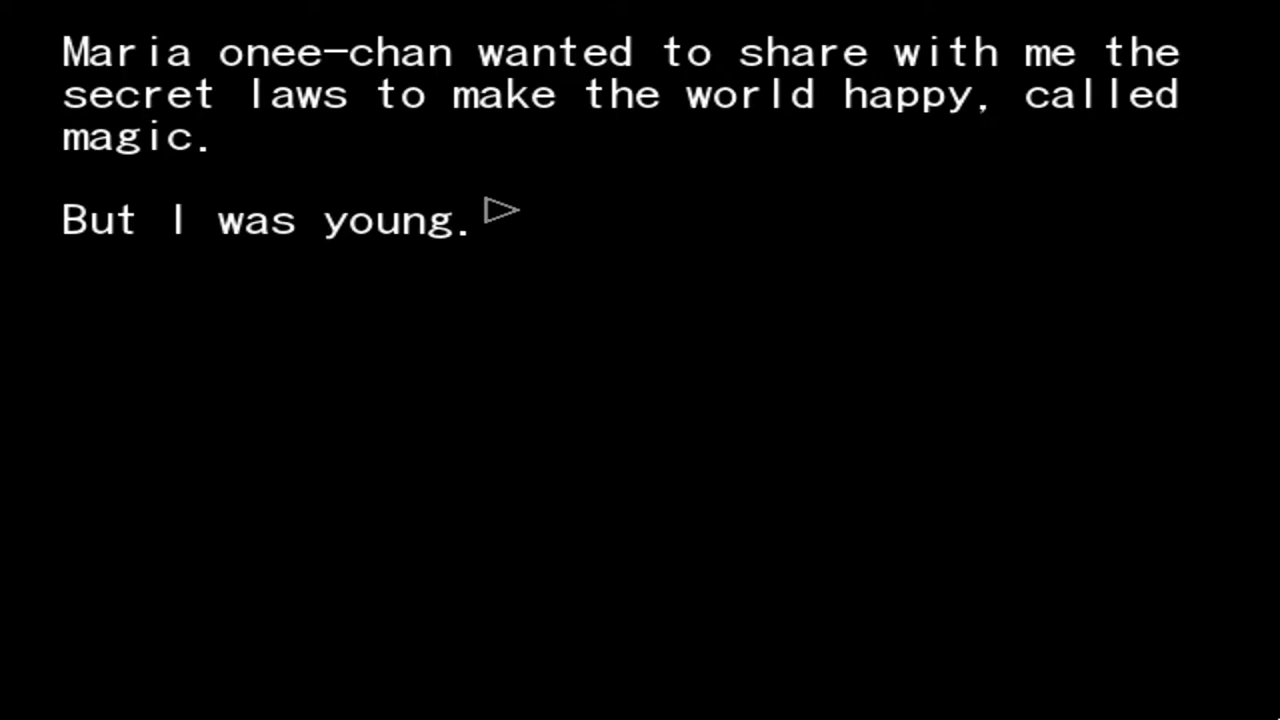 Maria onee-chan wanted to share with me the
secret laws to make the world happy, called
magic.
But I was young.